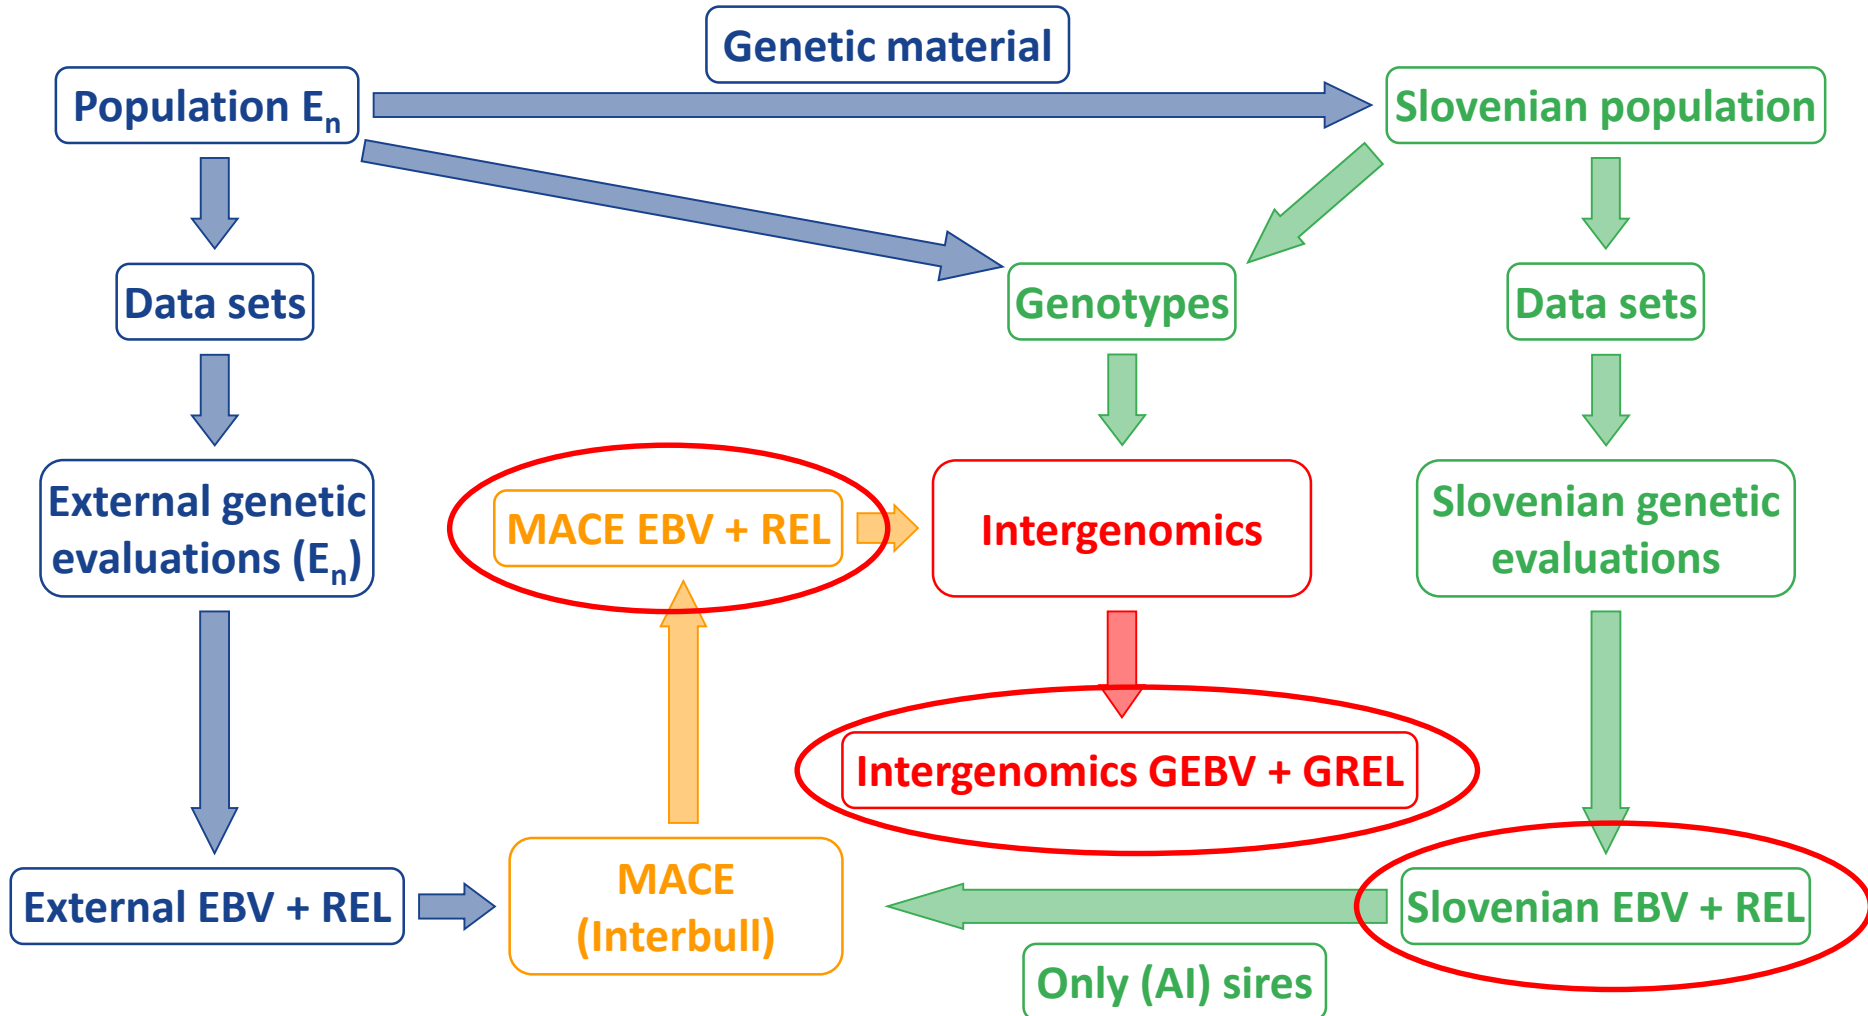 Genetic material
Population Eₙ
Slovenian population
Data sets
Genotypes
Data sets
External genetic
evaluations (Eₙ)
MACE EBV + REL
Intergenomics
Slovenian genetic
evaluations
Intergenomics GEBV + GREL
External EBV + REL
MACE
(Interbull)
Slovenian EBV + REL
Only (AI) sires